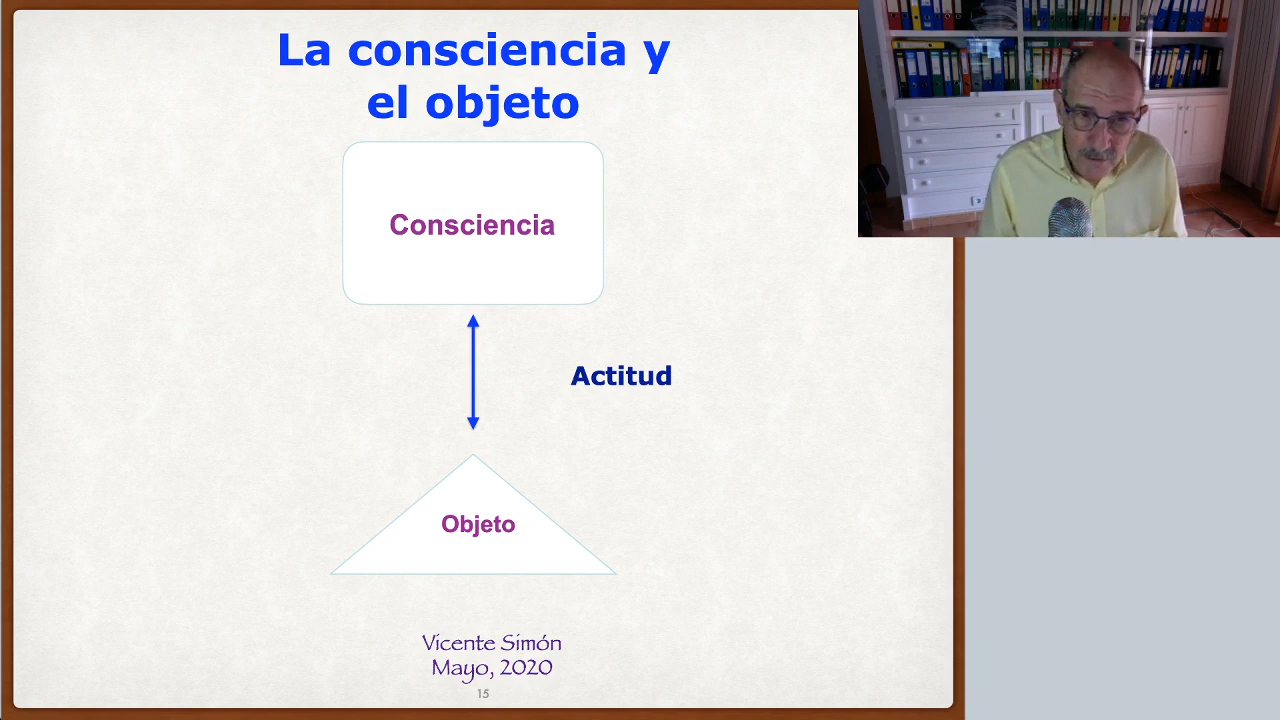 La consciencia y
el objeto
Consciencia
Actitud
Objeto
Vicente Simón
Mayo, 2020
15